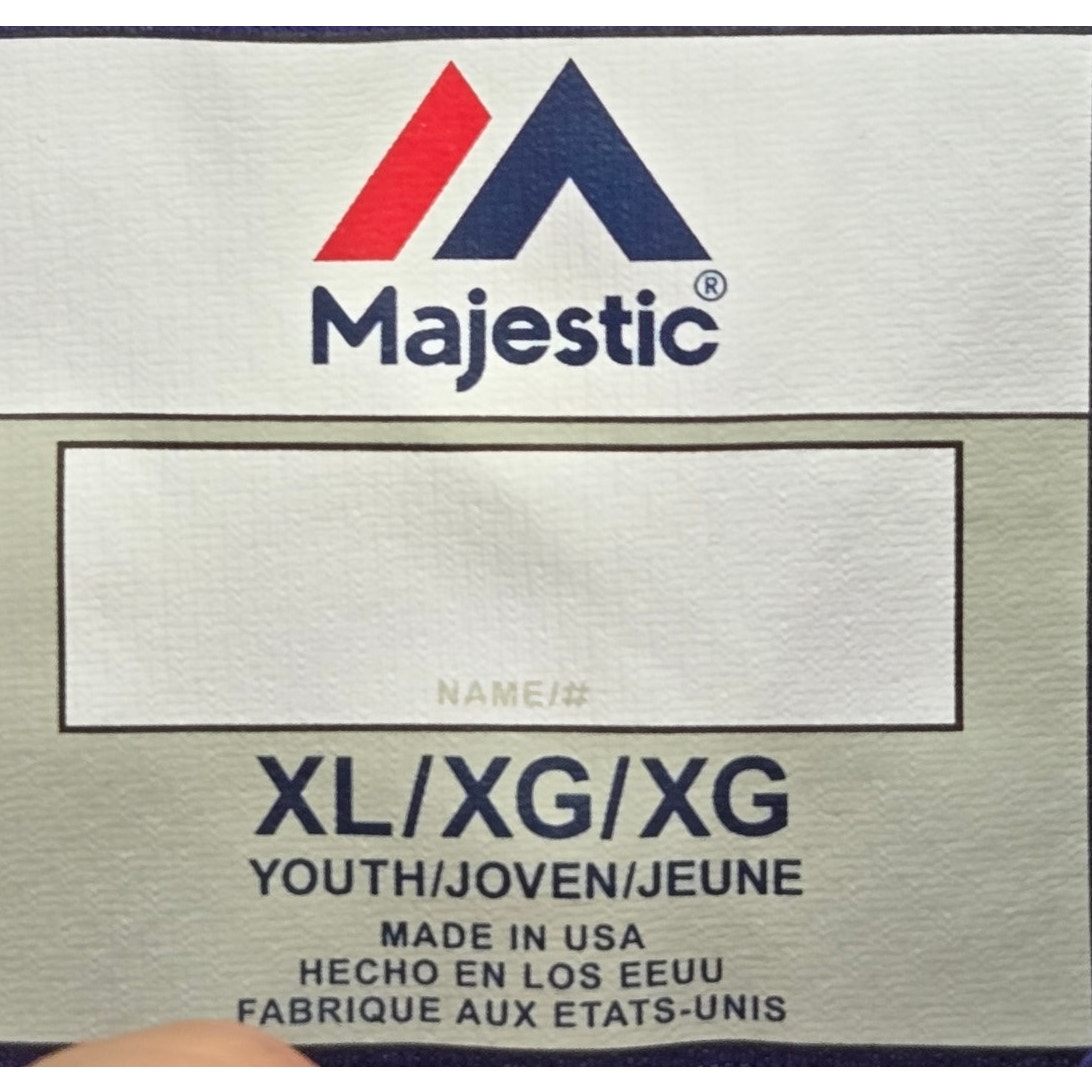 Majestic®
NAME/#
XL/XG/XG
YOUTH/JOVEN/JEUNE
MADE IN USA
HECHO EN LOS EEUU
FABRIQUE AUX ETATS-UNIS